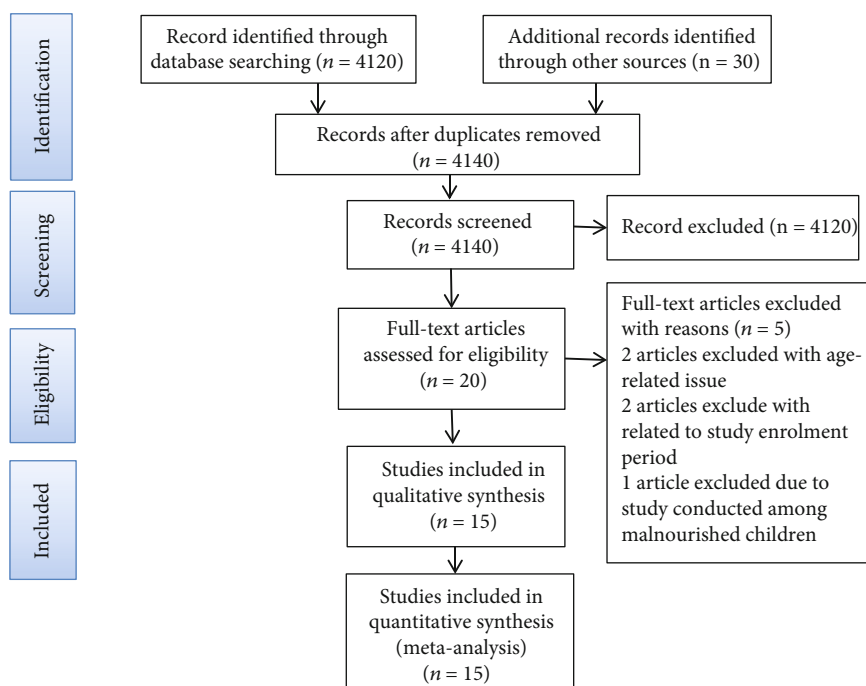 Identification
Record identified through
database searching (n = 4120)
Additional records identified
through other sources (n = 30)
Records after duplicates removed
(n = 4140)
Screening
Records screened
(n = 4140)
Record excluded (n = 4120)
Eligibility
Full-text articles
assessed for eligibility
(n = 20)
Full-text articles excluded
with reasons (n = 5)
2 articles excluded with age-
related issue
2 articles exclude with
related to study enrolment
period
1 article excluded due to
study conducted among
malnourished children
Included
Studies included in
qualitative synthesis
(n = 15)
Studies included in
quantitative synthesis
(meta-analysis)
(n = 15)